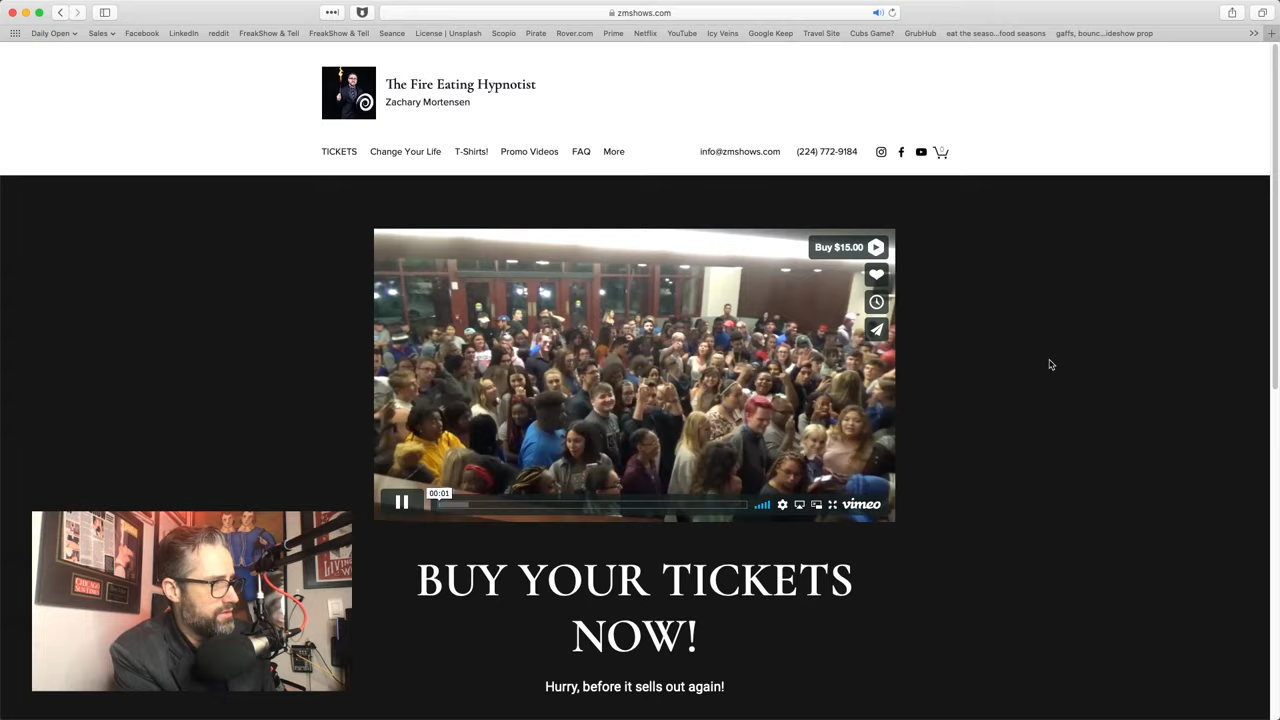 zmshows.com
Daily Open Sales Facebook LinkedIn reddit FreakShow & Tell FreakShow & Tell Seance License | Unsplash Scopio Pirate Rover.com Prime Netflix YouTube Icy Veins Google Keep Travel Site Cubs Game? GrubHub eat the seaso...food seasons gaffs, bounc...ideshow prop
The Fire Eating Hypnotist
Zachary Mortensen
TICKETS Change Your Life T-Shirts! Promo Videos FAQ More info@zmshows.com (224) 772-9184 0
Buy $15.00
00:01
vimeo
CHICAGO
SUN-TIMES
BUY YOUR TICKETS
NOW!
Hurry, before it sells out again!